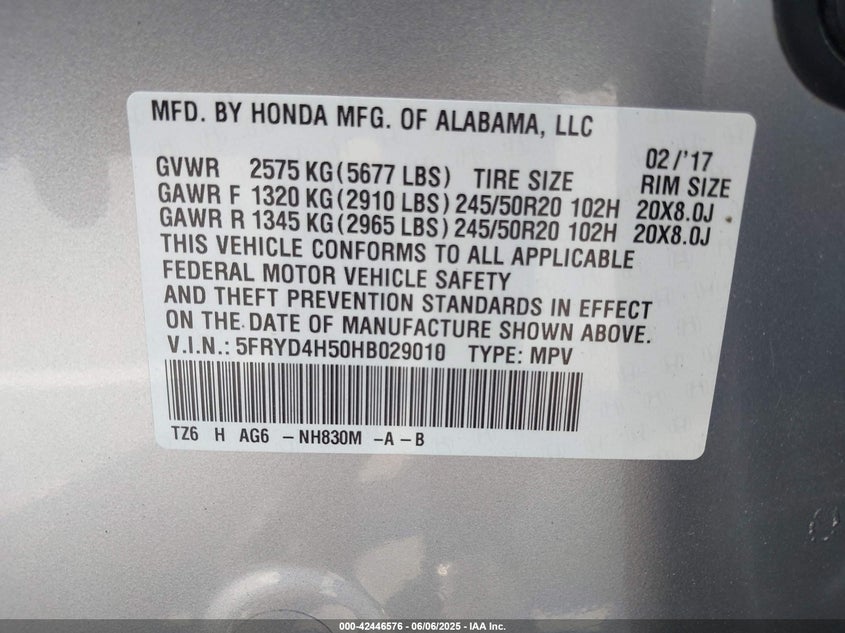 MFD. BY HONDA MFG. OF ALABAMA, LLC
02/'17
GVWR 2575 KG(5677 LBS) TIRE SIZE RIM SIZE
GAWR F 1320 KG(2910 LBS) 245/50R20 102H 20X8.0J
GAWR R 1345 KG(2965 LBS) 245/50R20 102H 20X8.0J
THIS VEHICLE CONFORMS TO ALL APPLICABLE
FEDERAL MOTOR VEHICLE SAFETY
AND THEFT PREVENTION STANDARDS IN EFFECT
ON THE DATE OF MANUFACTURE SHOWN ABOVE.
V.I.N.: 5FRYD4H50HB029010 TYPE: MPV
TZ6 H AG6 -NH830M -A-B
000-42446576 | 06/06/2025 - IAA Inc.